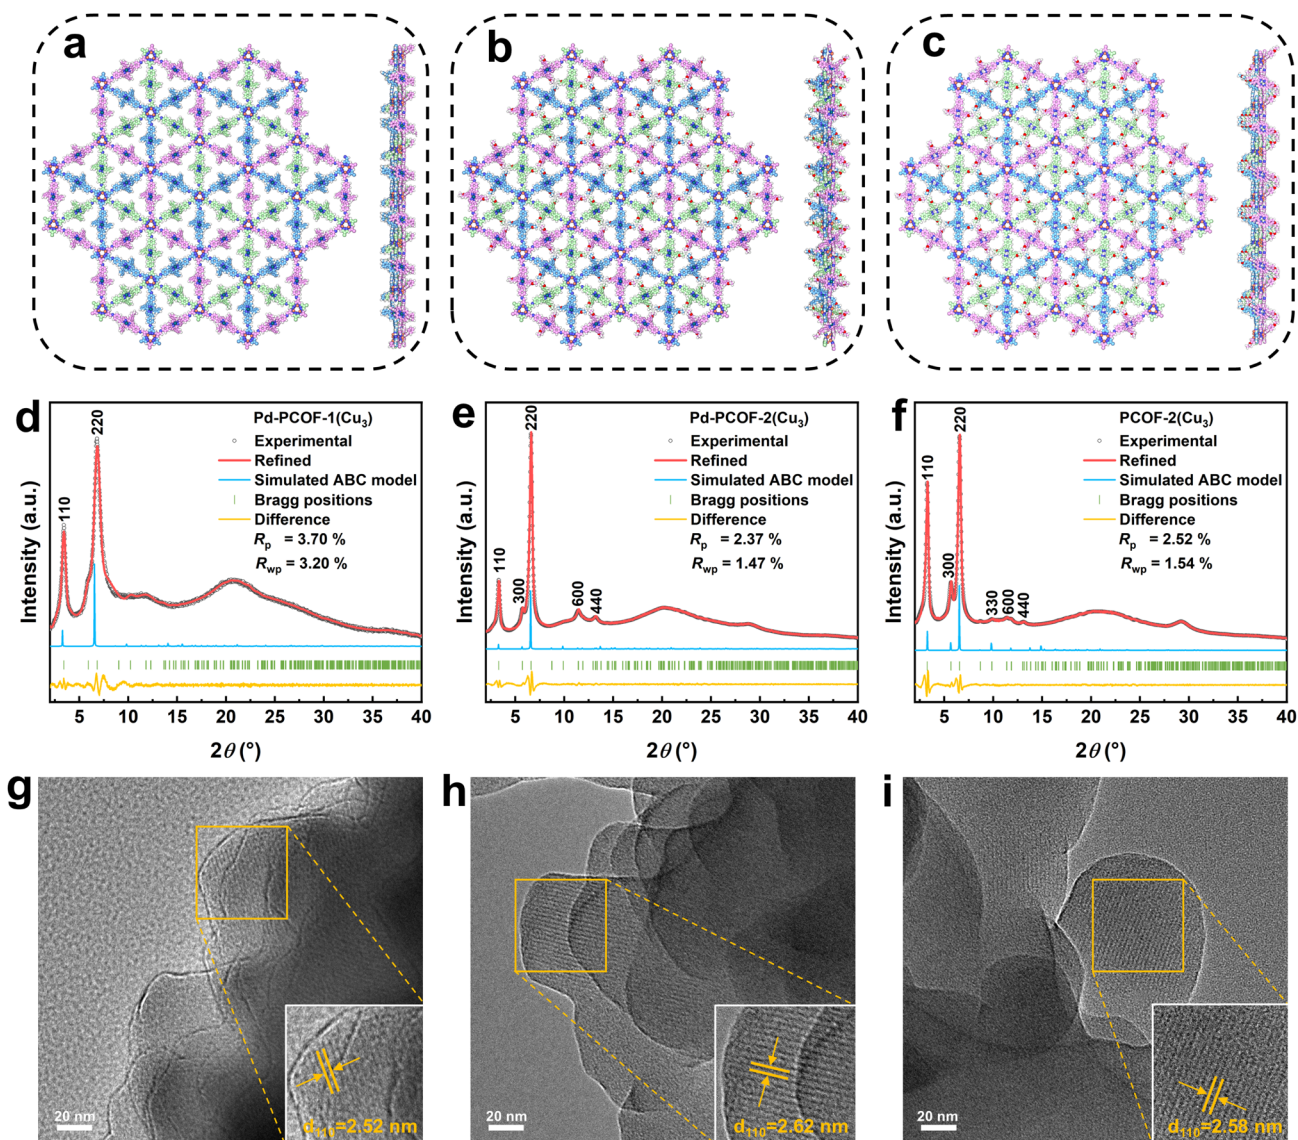 a
b
c
d
Pd-PCOF-1(Cu₃)
Experimental
Refined
Simulated ABC model
Bragg positions
Difference
Rp = 3.70 %
Rwp = 3.20 %
110
220
Intensity (a.u.)
5 10 15 20 25 30 35 40
2θ (°)
e
Pd-PCOF-2(Cu₃)
Experimental
Refined
Simulated ABC model
Bragg positions
Difference
Rp = 2.37 %
Rwp = 1.47 %
110
300
220
600
440
Intensity (a.u.)
5 10 15 20 25 30 35 40
2θ (°)
f
PCOF-2(Cu₃)
Experimental
Refined
Simulated ABC model
Bragg positions
Difference
Rp = 2.52 %
Rwp = 1.54 %
110
300
220
330
600
440
Intensity (a.u.)
5 10 15 20 25 30 35 40
2θ (°)
g
20 nm
d₁₁₀=2.52 nm
h
20 nm
d₁₁₀=2.62 nm
i
20 nm
d₁₁₀=2.58 nm